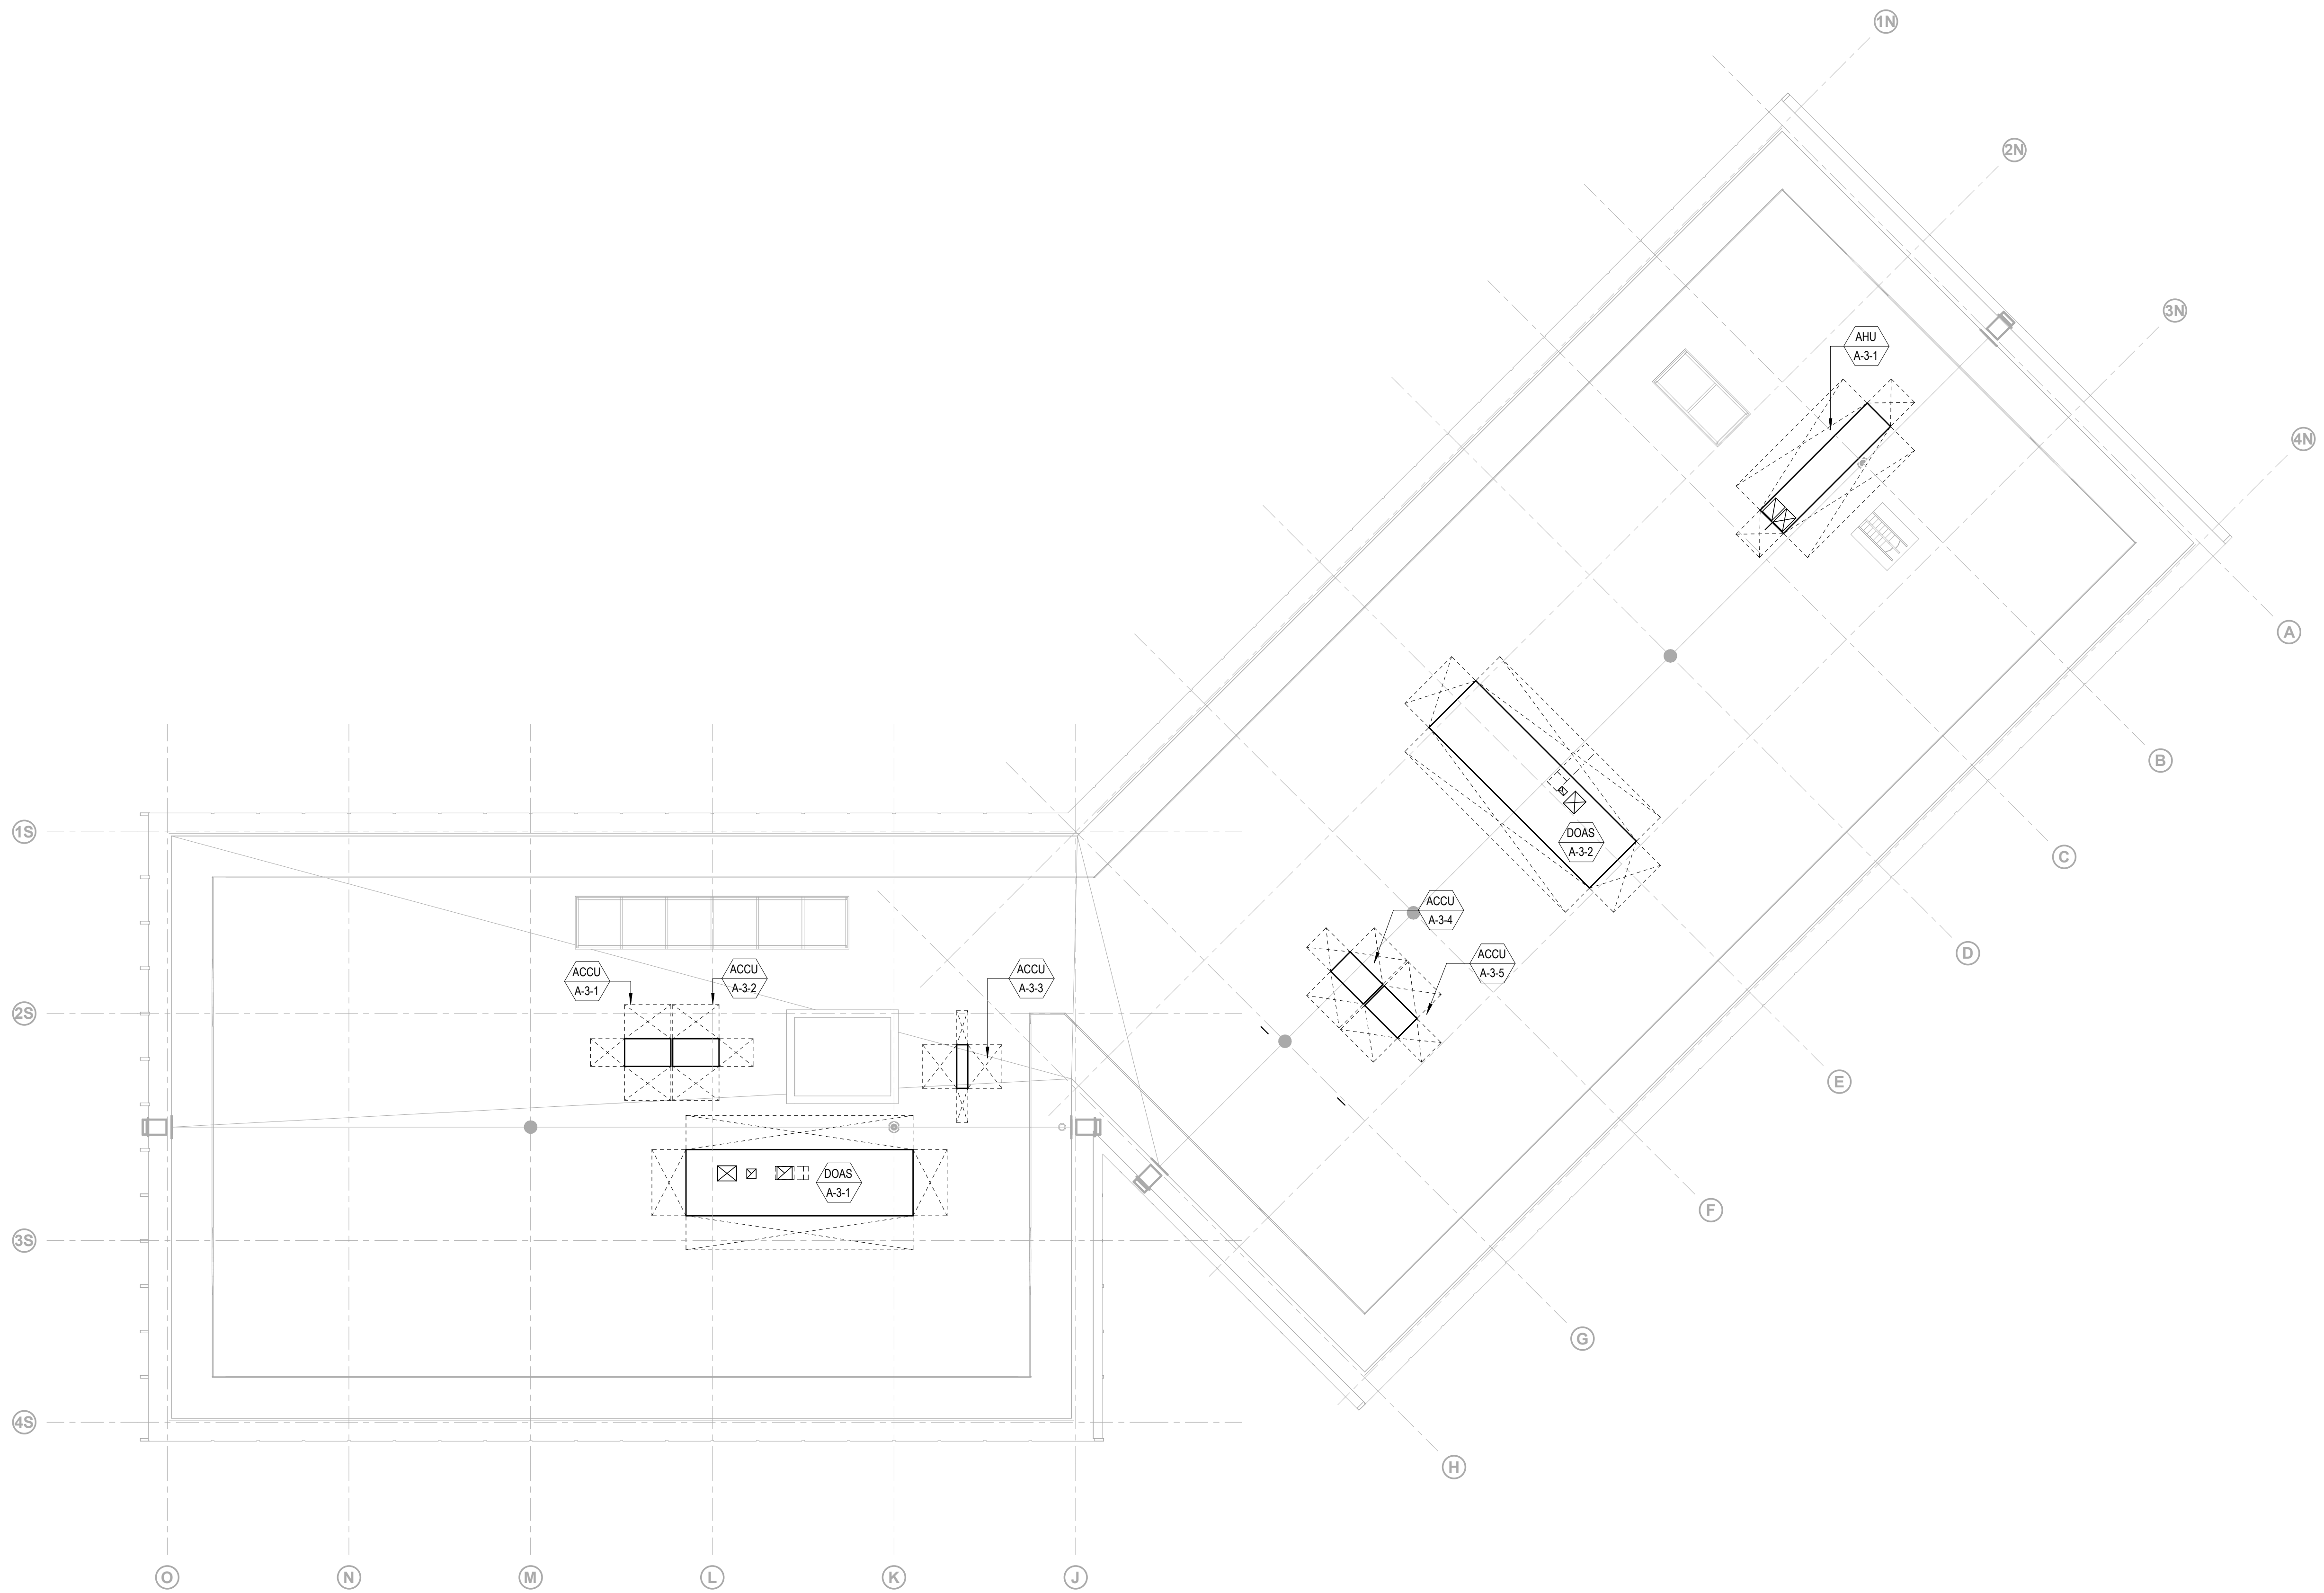 1N
2N
3N
AHU
A-3-1
4N
A
B
1S
DOAS
A-3-2
C
ACCU
A-3-4
D
ACCU
A-3-5
ACCU
A-3-1
ACCU
A-3-2
ACCU
A-3-3
2S
E
DOAS
A-3-1
F
3S
G
4S
H
O
N
M
L
K
J